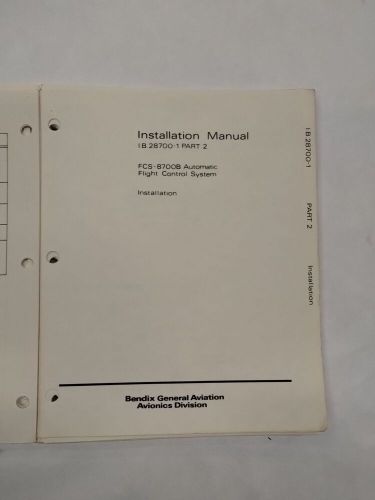 Installation Manual
I.B.28700-1 PART 2
FCS-8700B Automatic
Flight Control System
Installation
Bendix General Aviation
Avionics Division
I.B.28700-1
PART 2
Installation